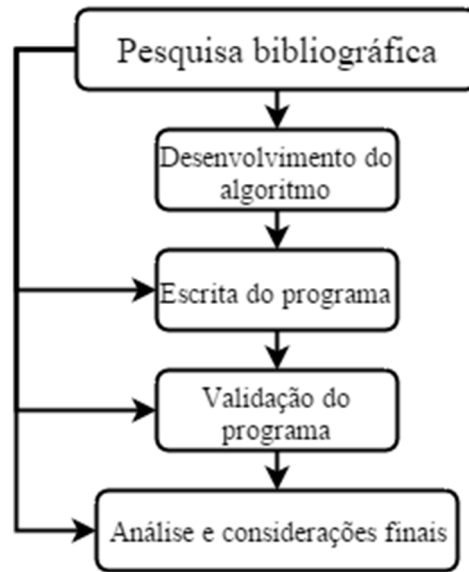 Pesquisa bibliográfica
Desenvolvimento do
algoritmo
Escrita do programa
Validação do
programa
Análise e considerações finais